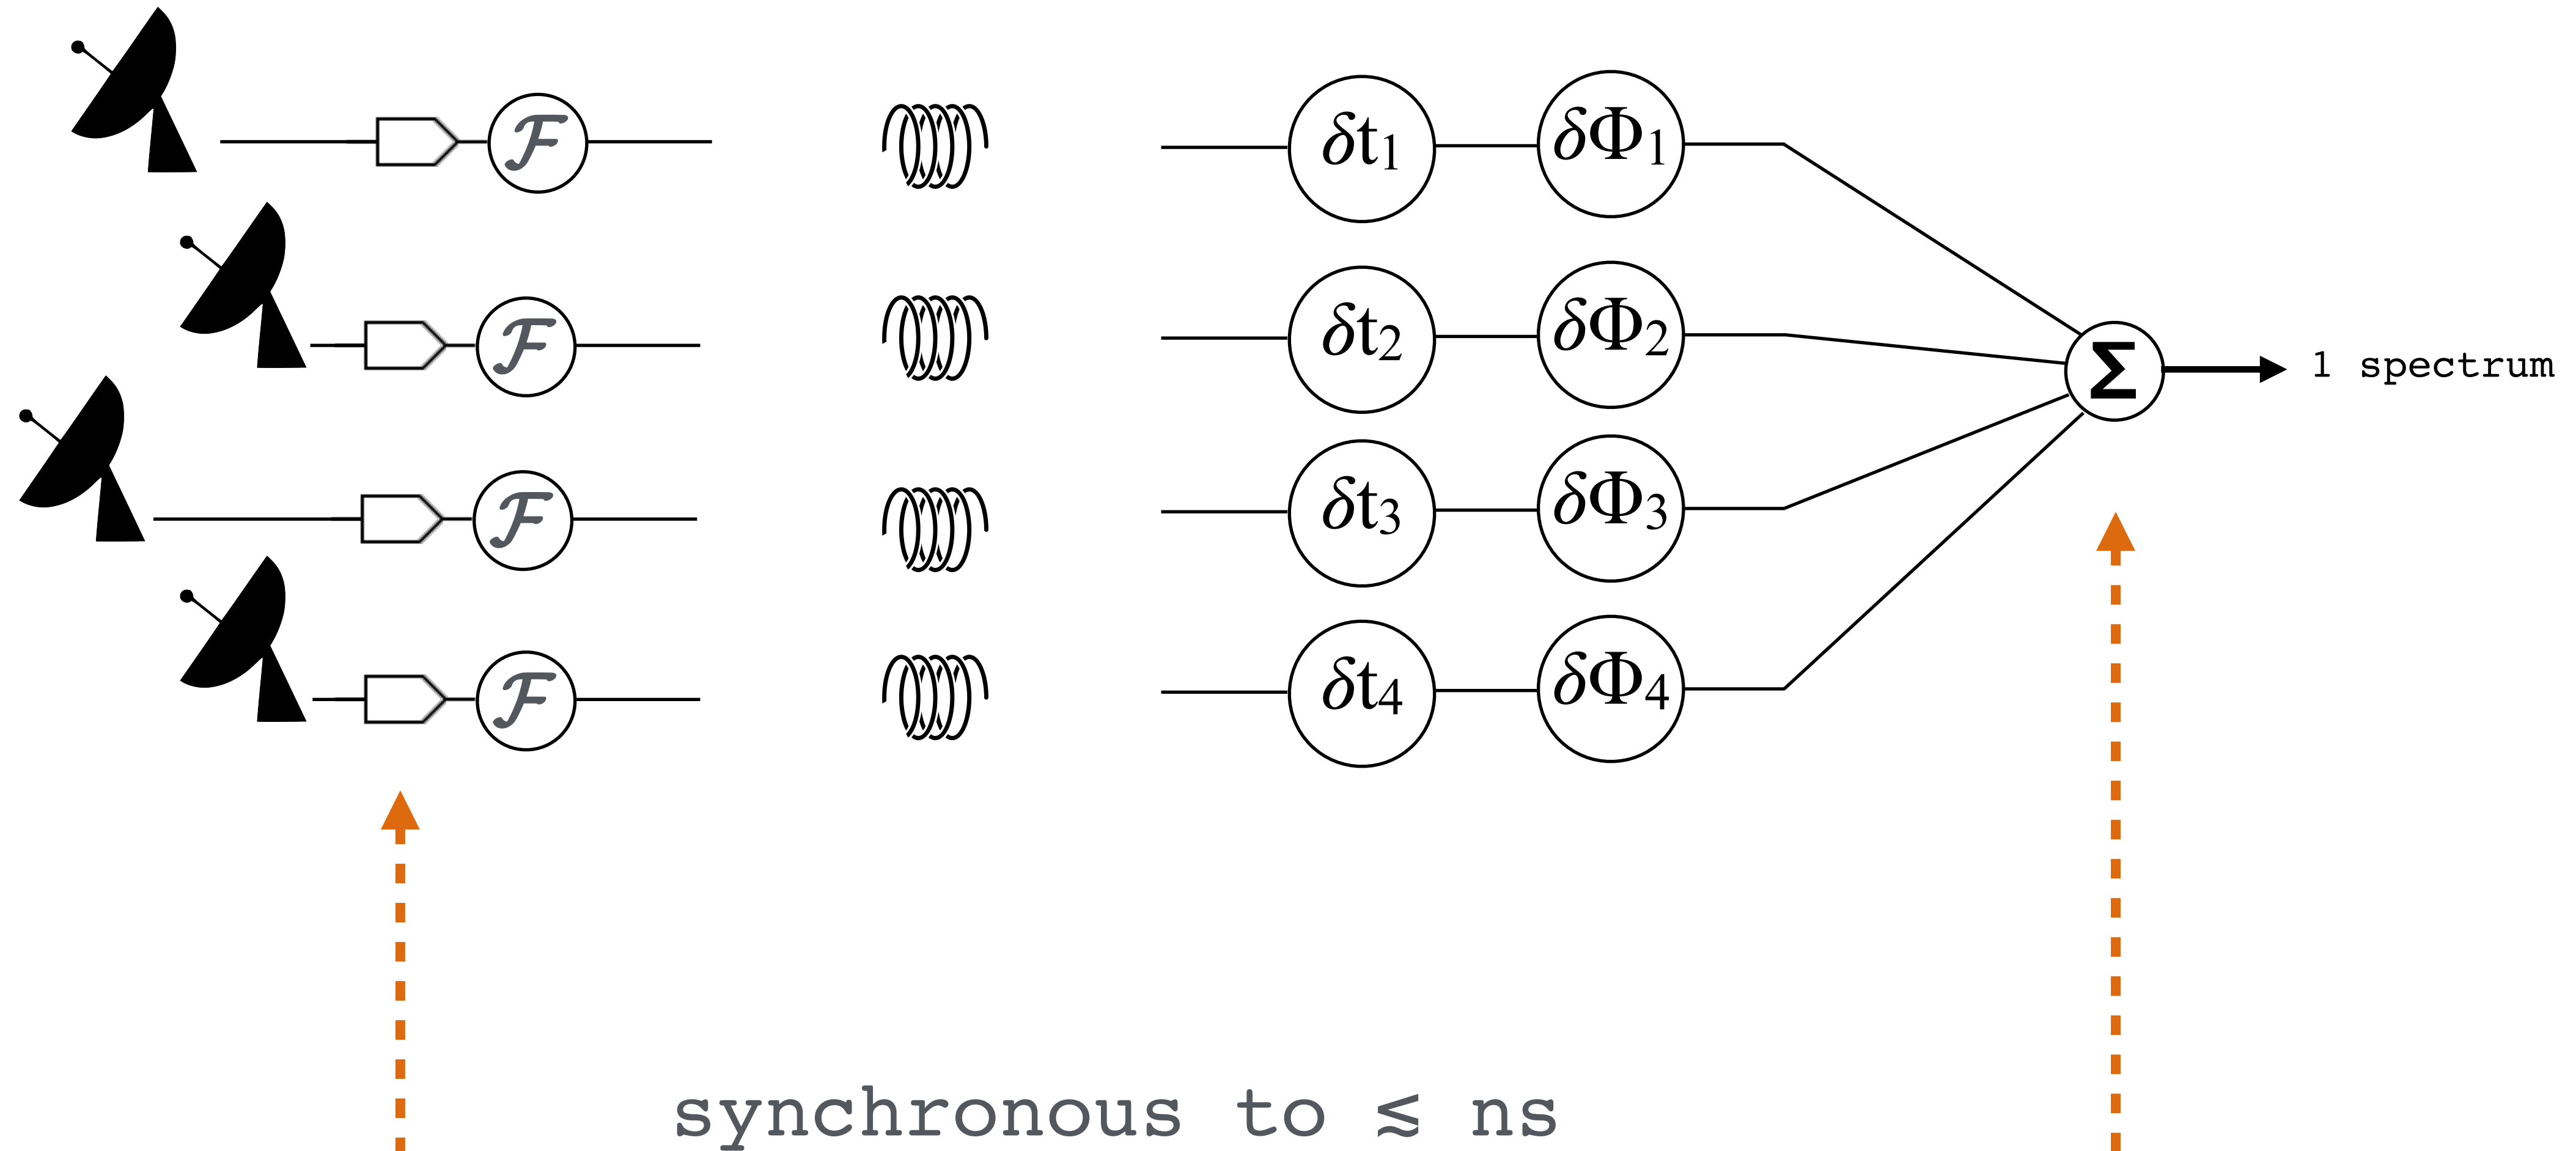 ℱ δt1 δΦ1
ℱ δt2 δΦ2
Σ 1 spectrum
ℱ δt3 δΦ3
ℱ δt4 δΦ4
synchronous to ≲ ns